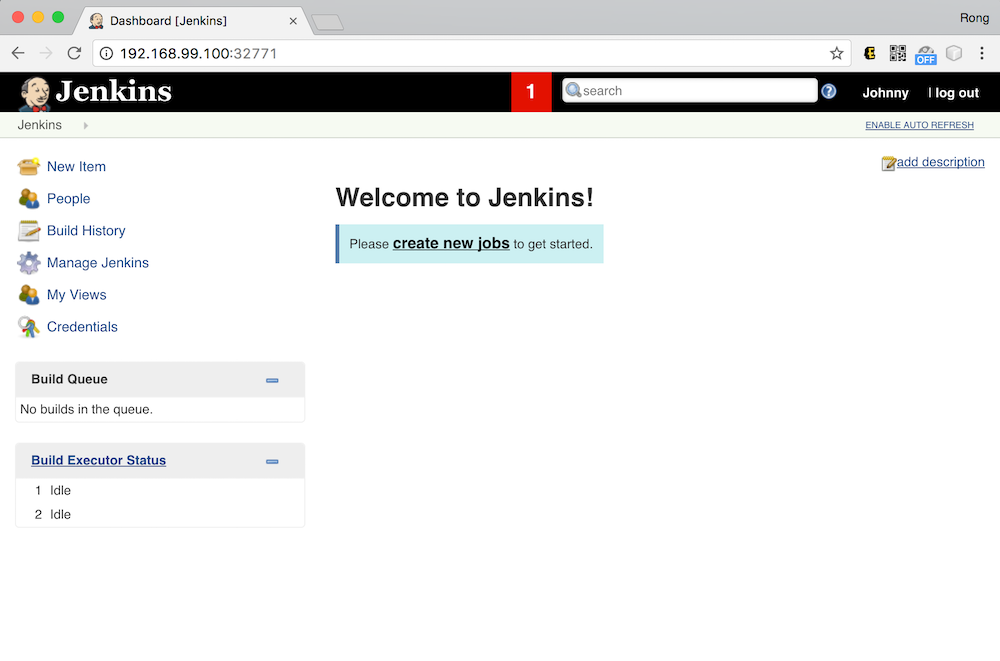 Dashboard [Jenkins]
Rong
192.168.99.100:32771
OFF
Jenkins
1
search
Johnny
| log out
Jenkins
ENABLE AUTO REFRESH
New Item
People
Build History
Manage Jenkins
My Views
Credentials
add description
Welcome to Jenkins!
Please create new jobs to get started.
Build Queue
No builds in the queue.
Build Executor Status
1 Idle
2 Idle